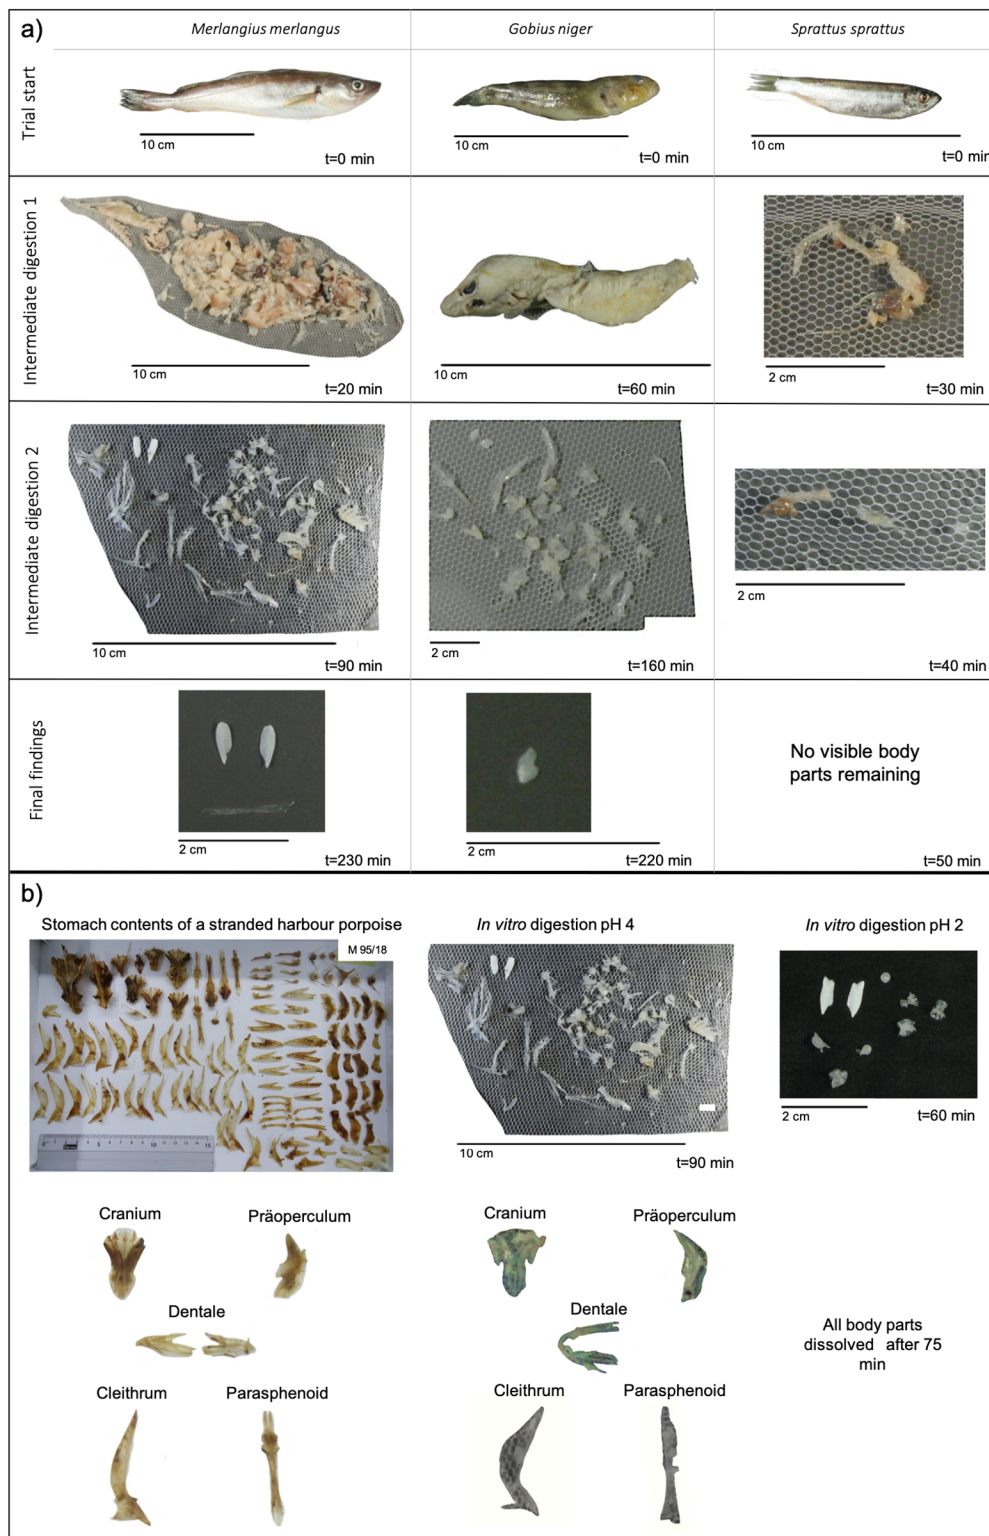 a)
Merlangius merlangus
Gobius niger
Sprattus sprattus
Trial start
10 cm
t=0 min
10 cm
t=0 min
10 cm
t=0 min
Intermediate digestion 1
10 cm
t=20 min
10 cm
t=60 min
2 cm
t=30 min
Intermediate digestion 2
10 cm
t=90 min
2 cm
t=160 min
2 cm
t=40 min
Final findings
2 cm
t=230 min
2 cm
t=220 min
No visible body
parts remaining
t=50 min
b)
Stomach contents of a stranded harbour porpoise
M 95/18
5
10
15
In vitro digestion pH 4
10 cm
t=90 min
In vitro digestion pH 2
2 cm
t=60 min
Cranium
Präoperculum
Dentale
Cleithrum
Parasphenoid
Cranium
Präoperculum
Dentale
Cleithrum
Parasphenoid
All body parts
dissolved after 75
min